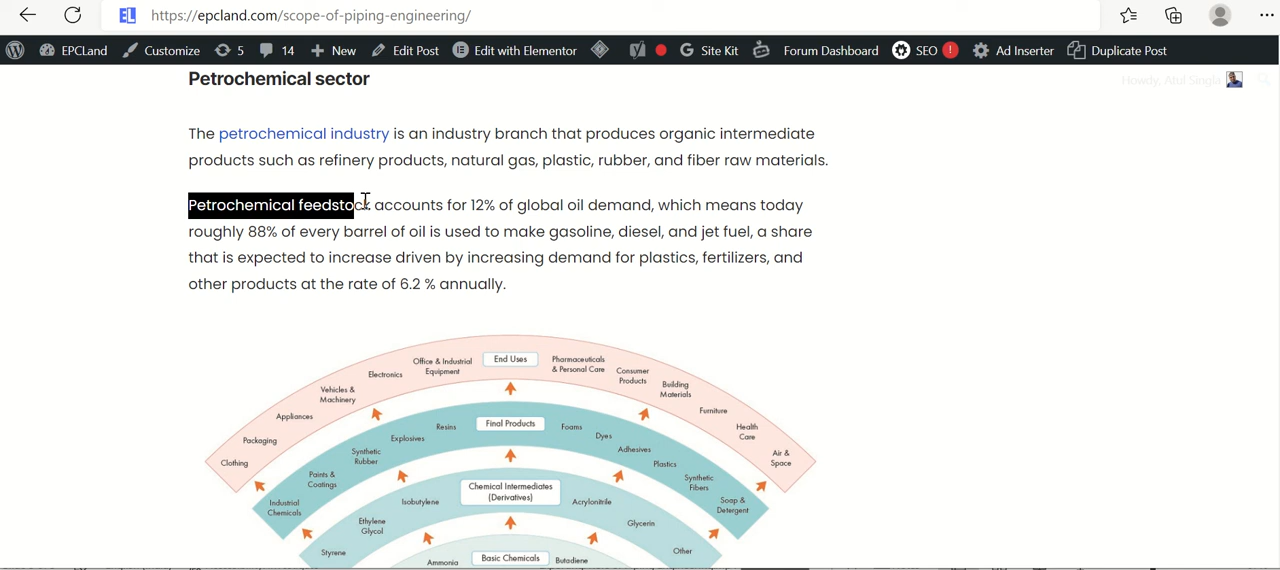 https://epcland.com/scope-of-piping-engineering/
EPCLand Customize 5 14 New Edit Post Edit with Elementor Site Kit Forum Dashboard SEO ! Ad Inserter Duplicate Post
Petrochemical sector
Howdy, Atul Singla
The petrochemical industry is an industry branch that produces organic intermediate
products such as refinery products, natural gas, plastic, rubber, and fiber raw materials.
Petrochemical feedstock accounts for 12% of global oil demand, which means today
roughly 88% of every barrel of oil is used to make gasoline, diesel, and jet fuel, a share
that is expected to increase driven by increasing demand for plastics, fertilizers, and
other products at the rate of 6.2 % annually.
End Uses
Clothing
Packaging
Appliances
Vehicles &
Machinery
Electronics
Office & Industrial
Equipment
Pharmaceuticals
& Personal Care
Consumer
Products
Building
Materials
Furniture
Health
Care
Air &
Space
Final Products
Industrial
Chemicals
Paints &
Coatings
Synthetic
Rubber
Explosives
Resins
Foams
Dyes
Adhesives
Plastics
Synthetic
Fibers
Soap &
Detergent
Chemical Intermediates
(Derivatives)
Styrene
Ethylene
Glycol
Isobutylene
Acrylonitrile
Glycerin
Other
Basic Chemicals
Ammonia
Butadiene